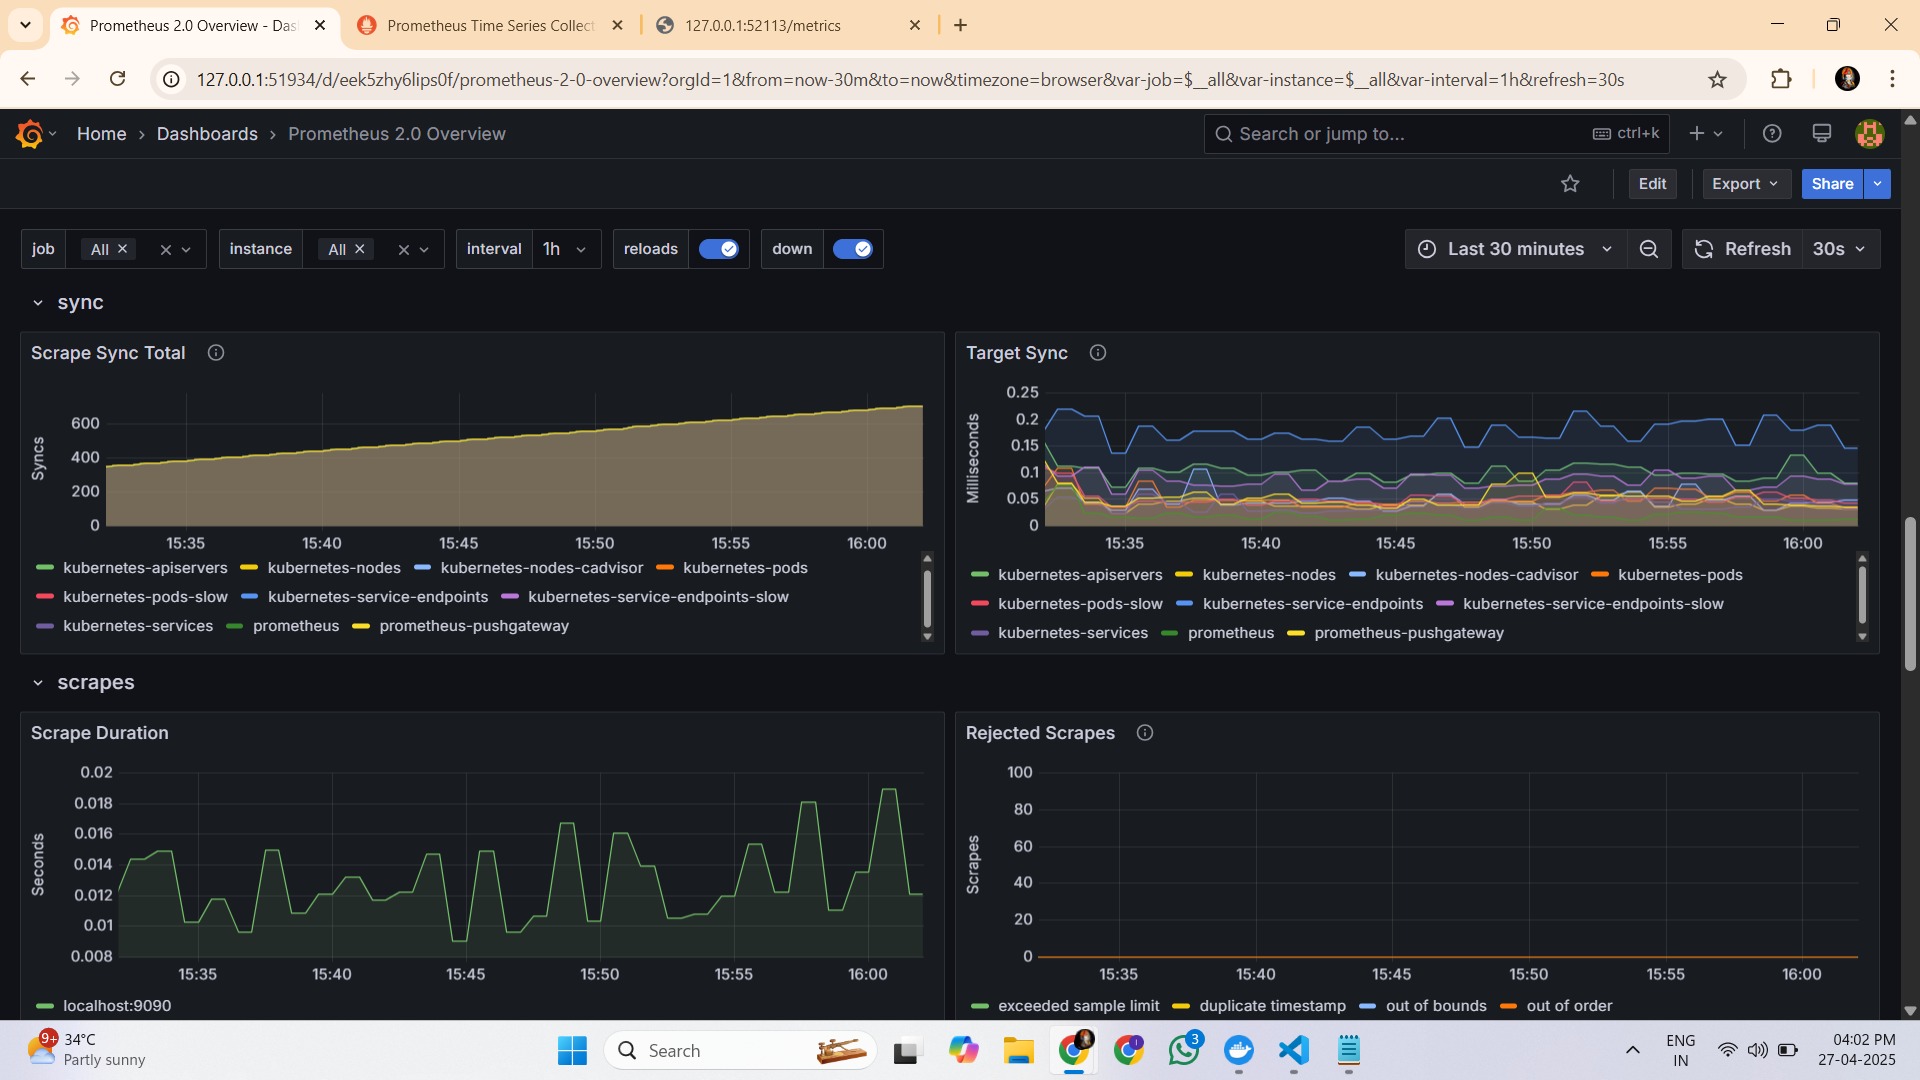 Prometheus 2.0 Overview - Das
Prometheus Time Series Collect
127.0.0.1:52113/metrics
127.0.0.1:51934/d/eek5zhy6lips0f/prometheus-2-0-overview?orgId=1&from=now-30m&to=now&timezone=browser&var-job=$__all&var-instance=$__all&var-interval=1h&refresh=30s
Home › Dashboards › Prometheus 2.0 Overview
Search or jump to... ctrl+k
Edit Export Share
job All instance All interval 1h reloads down Last 30 minutes Refresh 30s
sync
Scrape Sync Total
Syncs
600
400
200
0
15:35 15:40 15:45 15:50 15:55 16:00
kubernetes-apiservers kubernetes-nodes kubernetes-nodes-cadvisor kubernetes-pods
kubernetes-pods-slow kubernetes-service-endpoints kubernetes-service-endpoints-slow
kubernetes-services prometheus prometheus-pushgateway
Target Sync
Milliseconds
0.25
0.2
0.15
0.1
0.05
0
15:35 15:40 15:45 15:50 15:55 16:00
kubernetes-apiservers kubernetes-nodes kubernetes-nodes-cadvisor kubernetes-pods
kubernetes-pods-slow kubernetes-service-endpoints kubernetes-service-endpoints-slow
kubernetes-services prometheus prometheus-pushgateway
scrapes
Scrape Duration
Seconds
0.02
0.018
0.016
0.014
0.012
0.01
0.008
15:35 15:40 15:45 15:50 15:55 16:00
localhost:9090
Rejected Scrapes
Scrapes
100
80
60
40
20
0
15:35 15:40 15:45 15:50 15:55 16:00
exceeded sample limit duplicate timestamp out of bounds out of order
9+
34°C
Partly sunny
Search
3
ENG
IN
04:02 PM
27-04-2025